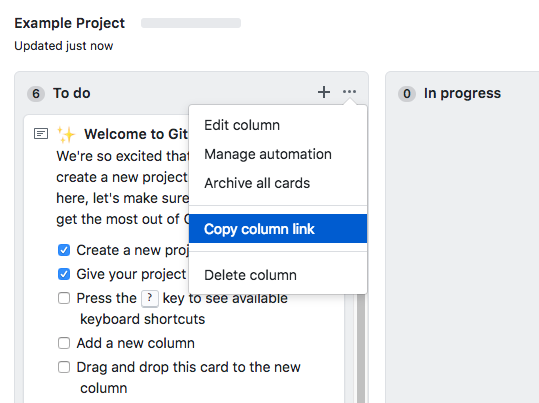 Example Project
Updated just now
6 To do
0 In progress
Edit column
Manage automation
Archive all cards
Copy column link
Delete column
✨ Welcome to Git
We're so excited that
create a new project
here, let's make sure
get the most out of
Create a new proj
Give your project
Press the ? key to see available
keyboard shortcuts
Add a new column
Drag and drop this card to the new
column